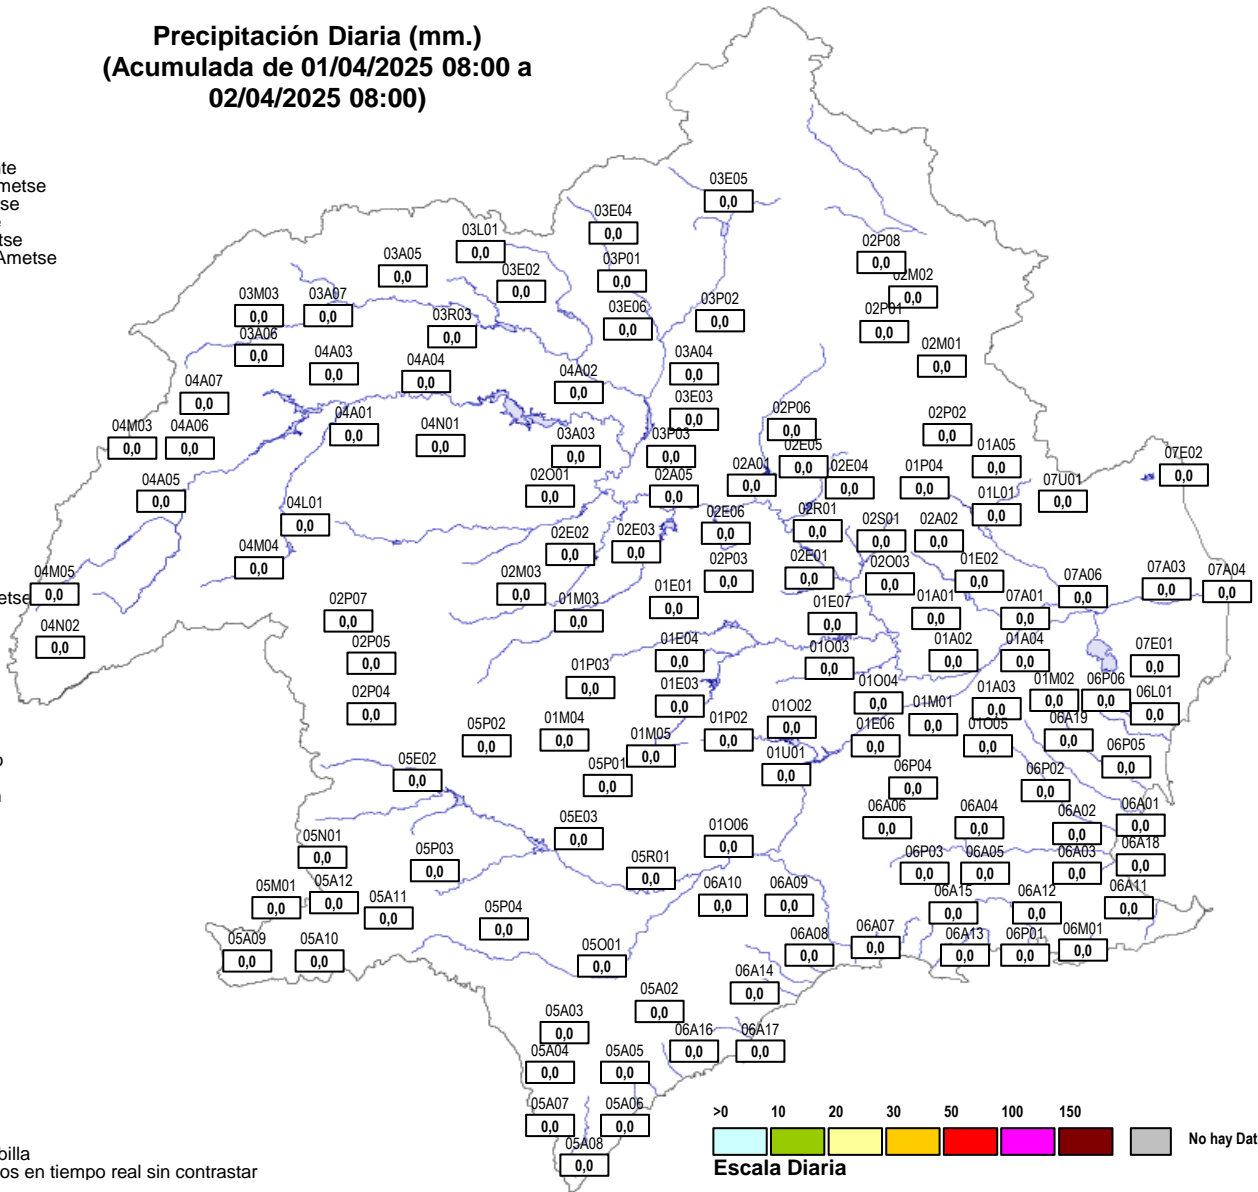 Precipitación Diaria (mm.)
(Acumulada de 01/04/2025 08:00 a
02/04/2025 08:00)
te
metse
se
tse
Ametse
03E05
0,0
03E04
0,0
03L01
0,0
03A05
0,0
03P01
0,0
03E02
0,0
02P08
0,0
02M02
0,0
03M03
0,0
03A07
0,0
03R03
0,0
03E06
0,0
03P02
0,0
02P01
0,0
03A06
0,0
04A03
0,0
04A04
0,0
04A02
0,0
03A04
0,0
02M01
0,0
04A07
0,0
04A01
0,0
04N01
0,0
03E03
0,0
02P06
0,0
02P02
0,0
04M03
0,0
04A06
0,0
03A03
0,0
03P03
0,0
02E05
0,0
01A05
0,0
07E02
0,0
04A05
0,0
02O01
0,0
02A05
0,0
02A01
0,0
02E04
0,0
01P04
0,0
07U01
0,0
01L01
0,0
04L01
0,0
02E06
0,0
02R01
0,0
02S01
0,0
02A02
0,0
02E02
0,0
02E03
0,0
04M04
0,0
02P03
0,0
02E01
0,0
02O03
0,0
01E02
0,0
04M05
0,0
etse
02M03
0,0
07A06
0,0
07A03
0,0
07A04
0,0
02P07
0,0
01M03
0,0
01E01
0,0
01E07
0,0
01A01
0,0
07A01
0,0
04N02
0,0
02P05
0,0
01E04
0,0
01O03
0,0
01A02
0,0
01A04
0,0
07E01
0,0
01P03
0,0
02P04
0,0
01E03
0,0
01O04
0,0
01A03
0,0
01M02
0,0
06P06
0,0
06L01
0,0
05P02
0,0
01M04
0,0
01M05
0,0
01P02
0,0
01O02
0,0
01E06
0,0
01M01
0,0
01O05
0,0
06A19
0,0
05E02
0,0
05P01
0,0
01U01
0,0
06P04
0,0
06P02
0,0
06P05
0,0
05E03
0,0
01O06
0,0
06A06
0,0
06A04
0,0
06A02
0,0
06A01
0,0
05N01
0,0
05P03
0,0
05R01
0,0
06P03
0,0
06A05
0,0
06A03
0,0
06A18
0,0
05M01
0,0
05A12
0,0
05A11
0,0
06A10
0,0
06A09
0,0
06A15
0,0
06A12
0,0
06A11
0,0
05P04
0,0
05A09
0,0
05A10
0,0
05O01
0,0
06A08
0,0
06A07
0,0
06A13
0,0
06P01
0,0
06M01
0,0
06A14
0,0
05A02
0,0
05A03
0,0
06A16
0,0
06A17
0,0
05A04
0,0
05A05
0,0
05A07
0,0
05A06
0,0
05A08
0,0
>0 10 20 30 50 100 150
No hay Dat
Escala Diaria
billa
os en tiempo real sin contrastar